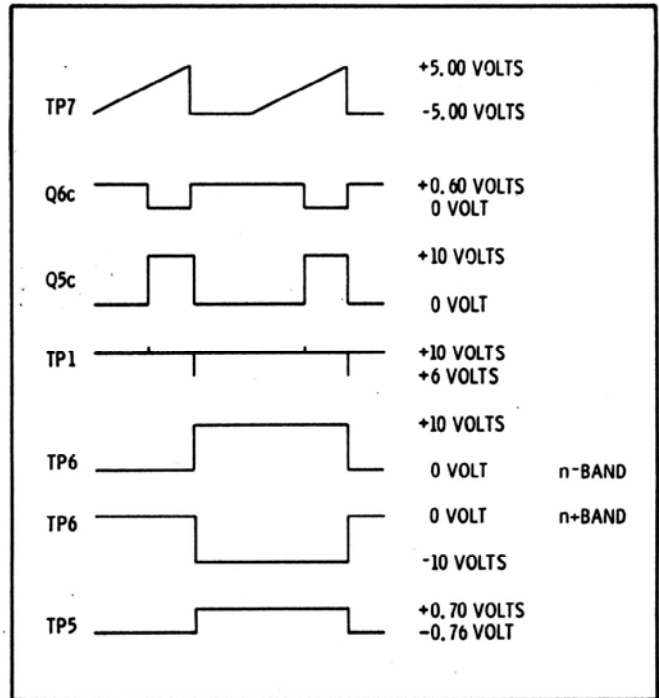 TP7 +5.00 VOLTS
-5.00 VOLTS
Q6c +0.60 VOLTS
0 VOLT
Q5c +10 VOLTS
0 VOLT
TP1 +10 VOLTS
+6 VOLTS
+10 VOLTS
TP6 0 VOLT n-BAND
TP6 0 VOLT n+BAND
-10 VOLTS
TP5 +0.70 VOLTS
-0.76 VOLT